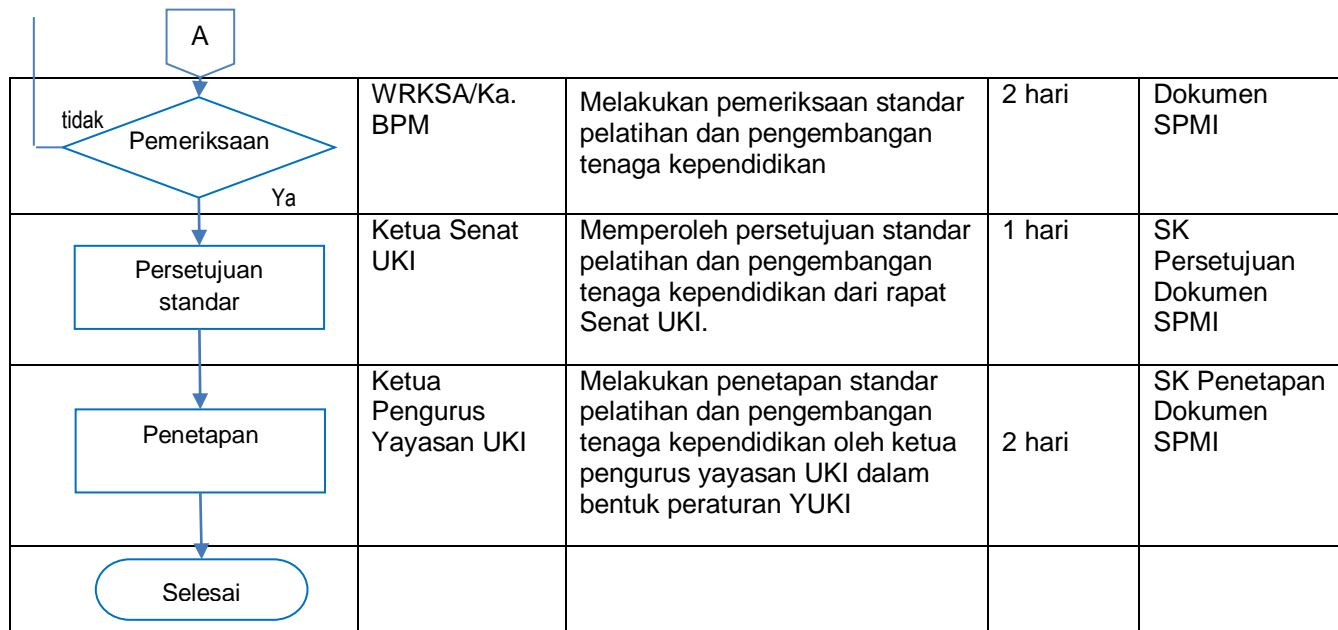 A
tidak
Pemeriksaan
Ya
WRKSA/Ka.
BPM
Melakukan pemeriksaan standar
pelatihan dan pengembangan
tenaga kependidikan
2 hari
Dokumen
SPMI
Persetujuan
standar
Ketua Senat
UKI
Memperoleh persetujuan standar
pelatihan dan pengembangan
tenaga kependidikan dari rapat
Senat UKI.
1 hari
SK
Persetujuan
Dokumen
SPMI
Penetapan
Ketua
Pengurus
Yayasan UKI
Melakukan penetapan standar
pelatihan dan pengembangan
tenaga kependidikan oleh ketua
pengurus yayasan UKI dalam
bentuk peraturan YUKI
2 hari
SK Penetapan
Dokumen
SPMI
Selesai